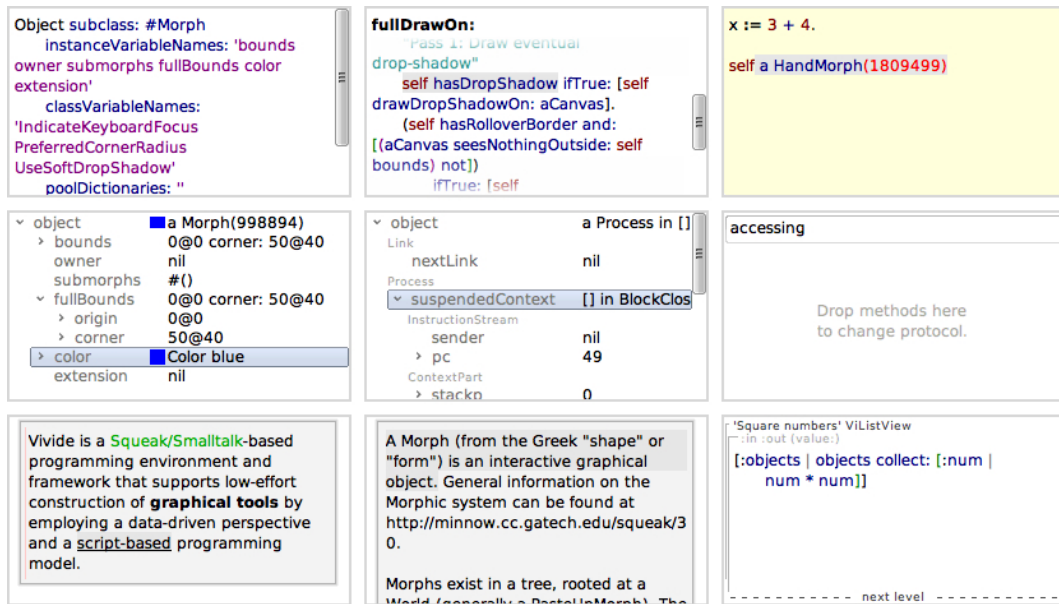 Object subclass: #Morph
instanceVariableNames: 'bounds
owner submorphs fullBounds color
extension'
classVariableNames:
'IndicateKeyboardFocus
PreferredCornerRadius
UseSoftDropShadow'
poolDictionaries: ''
fullDrawOn:
"Pass 1: Draw eventual
drop-shadow"
self hasDropShadow ifTrue: [self
drawDropShadowOn: aCanvas].
(self hasRolloverBorder and:
[(aCanvas seesNothingOutside: self
bounds) not])
ifTrue: [self
x := 3 + 4.
self a HandMorph(1809499)
object a Morph(998894)
bounds 0@0 corner: 50@40
owner nil
submorphs #()
fullBounds 0@0 corner: 50@40
origin 0@0
corner 50@40
color Color blue
extension nil
object a Process in []
Link
nextLink nil
Process
suspendedContext [] in BlockClos
InstructionStream
sender nil
pc 49
ContextPart
stackp 0
accessing
Drop methods here
to change protocol.
Vivide is a Squeak/Smalltalk-based
programming environment and
framework that supports low-effort
construction of graphical tools by
employing a data-driven perspective
and a script-based programming
model.
A Morph (from the Greek "shape" or
"form") is an interactive graphical
object. General information on the
Morphic system can be found at
http://minnow.cc.gatech.edu/squeak/3
0.
Morphs exist in a tree, rooted at a
World (generally a PasteUpMorph). The
'Square numbers' ViListView
:in :out (value:)
[:objects | objects collect: [:num |
num * num]]
next level